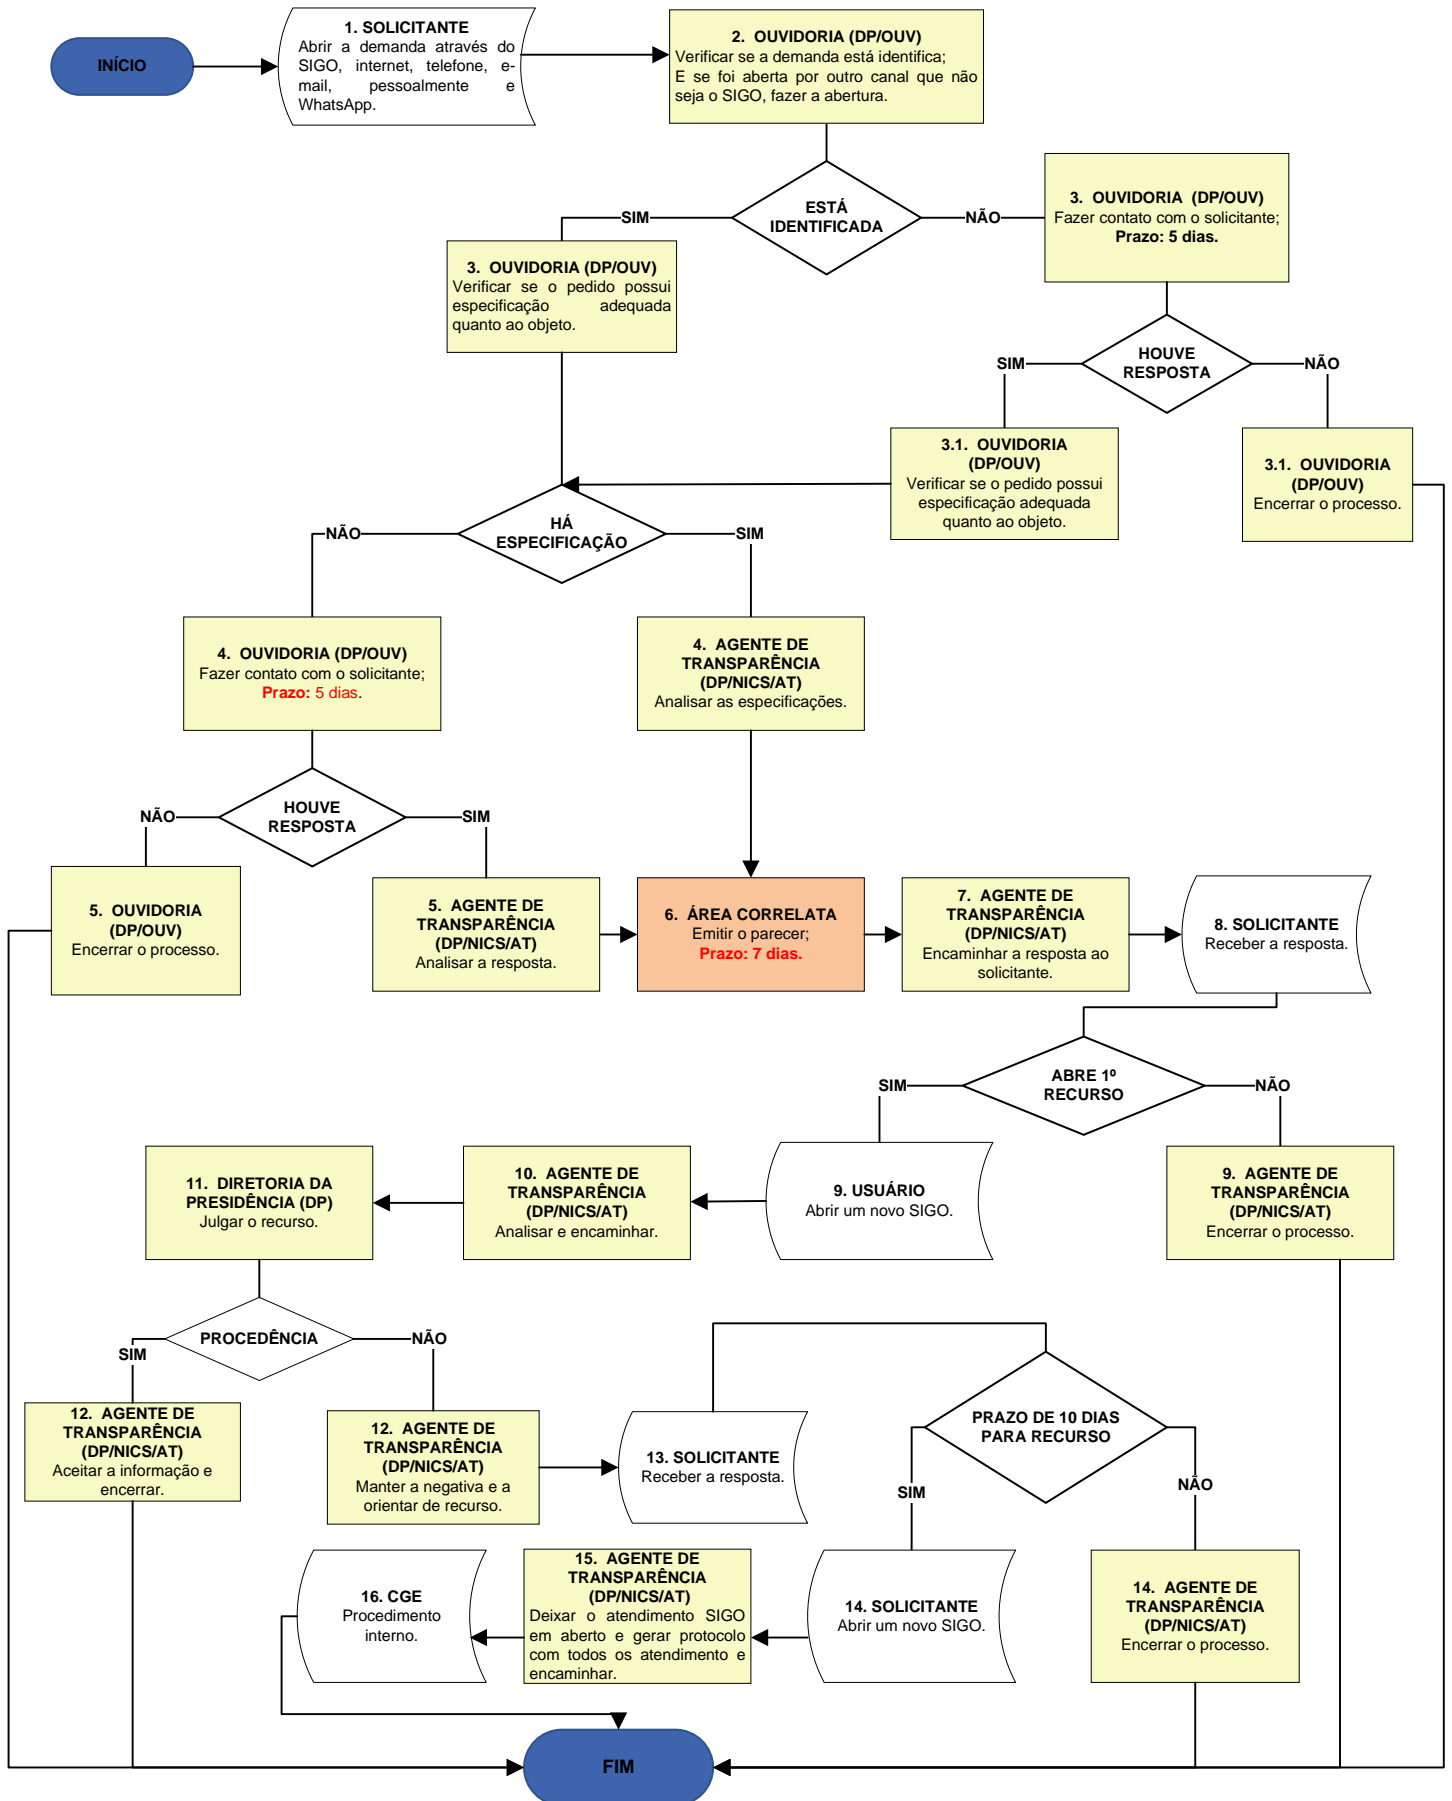 INÍCIO
1. SOLICITANTE
Abrir a demanda através do
SIGO, internet, telefone, e-
mail, pessoalmente e
WhatsApp.
2. OUVIDORIA (DP/OUV)
Verificar se a demanda está identifica;
E se foi aberta por outro canal que não
seja o SIGO, fazer a abertura.
ESTÁ
IDENTIFICADA
SIM
NÃO
3. OUVIDORIA (DP/OUV)
Fazer contato com o solicitante;
Prazo: 5 dias.
3. OUVIDORIA (DP/OUV)
Verificar se o pedido possui
especificação adequada
quanto ao objeto.
HOUVE
RESPOSTA
SIM
NÃO
3.1. OUVIDORIA
(DP/OUV)
Verificar se o pedido possui
especificação adequada
quanto ao objeto.
3.1. OUVIDORIA
(DP/OUV)
Encerrar o processo.
HÁ
ESPECIFICAÇÃO
NÃO
SIM
4. OUVIDORIA (DP/OUV)
Fazer contato com o solicitante;
Prazo: 5 dias.
4. AGENTE DE
TRANSPARÊNCIA
(DP/NICS/AT)
Analisar as especificações.
HOUVE
RESPOSTA
NÃO
SIM
5. OUVIDORIA
(DP/OUV)
Encerrar o processo.
5. AGENTE DE
TRANSPARÊNCIA
(DP/NICS/AT)
Analisar a resposta.
6. ÁREA CORRELATA
Emitir o parecer;
Prazo: 7 dias.
7. AGENTE DE
TRANSPARÊNCIA
(DP/NICS/AT)
Encaminhar a resposta ao
solicitante.
8. SOLICITANTE
Receber a resposta.
ABRE 1º
RECURSO
SIM
NÃO
11. DIRETORIA DA
PRESIDÊNCIA (DP)
Julgar o recurso.
10. AGENTE DE
TRANSPARÊNCIA
(DP/NICS/AT)
Analisar e encaminhar.
9. USUÁRIO
Abrir um novo SIGO.
9. AGENTE DE
TRANSPARÊNCIA
(DP/NICS/AT)
Encerrar o processo.
PROCEDÊNCIA
SIM
NÃO
12. AGENTE DE
TRANSPARÊNCIA
(DP/NICS/AT)
Aceitar a informação e
encerrar.
12. AGENTE DE
TRANSPARÊNCIA
(DP/NICS/AT)
Manter a negativa e a
orientar de recurso.
13. SOLICITANTE
Receber a resposta.
PRAZO DE 10 DIAS
PARA RECURSO
SIM
NÃO
16. CGE
Procedimento
interno.
15. AGENTE DE
TRANSPARÊNCIA
(DP/NICS/AT)
Deixar o atendimento SIGO
em aberto e gerar protocolo
com todos os atendimento e
encaminhar.
14. SOLICITANTE
Abrir um novo SIGO.
14. AGENTE DE
TRANSPARÊNCIA
(DP/NICS/AT)
Encerrar o processo.
FIM